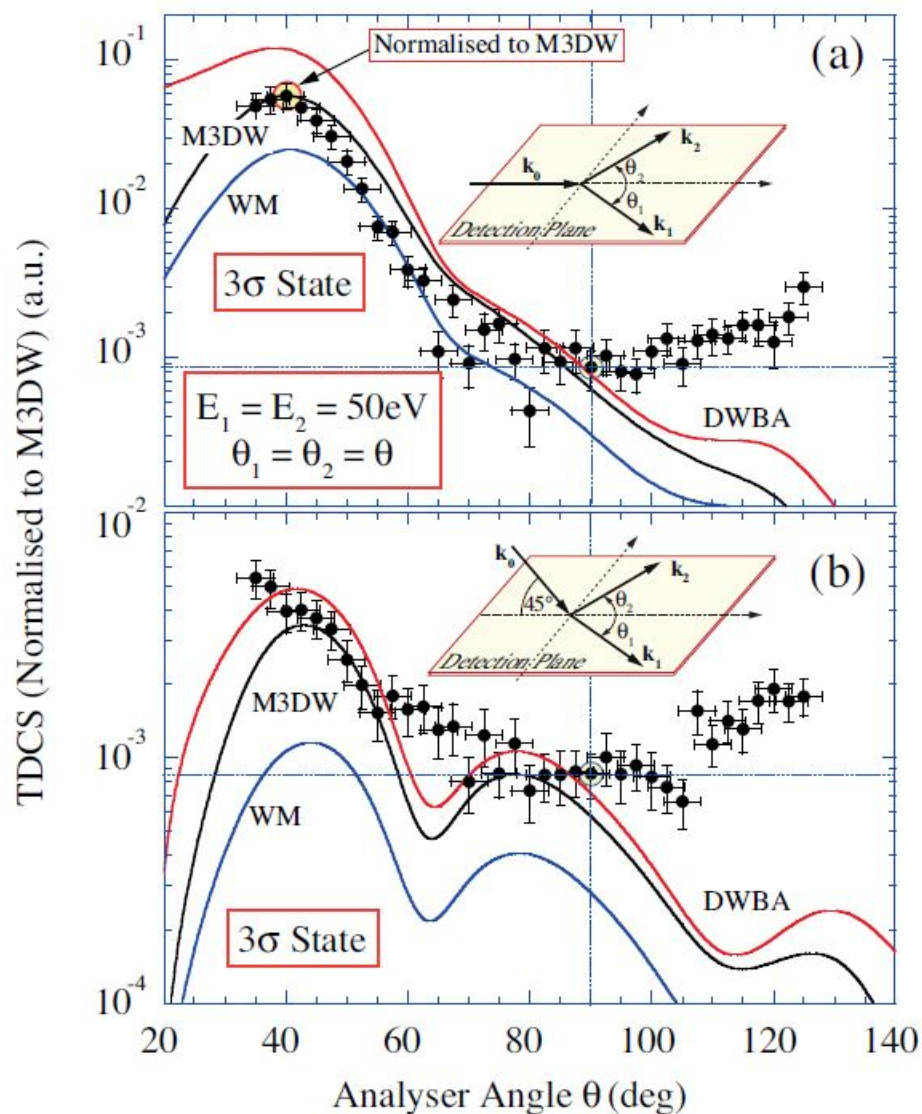 TDCS (Normalised to M3DW) (a.u.)
10⁻¹
10⁻²
10⁻³
10⁻²
10⁻²
10⁻³
10⁻⁴
Normalised to M3DW
(a)
M3DW
WM
k₀
k₂
θ₂
θ₁
k₁
Detection Plane
3σ State
E₁ = E₂ = 50eV
θ₁ = θ₂ = θ
DWBA
(b)
k₀
45°
k₂
θ₂
θ₁
k₁
Detection Plane
M3DW
WM
3σ State
DWBA
20 40 60 80 100 120 140
Analyser Angle θ (deg)